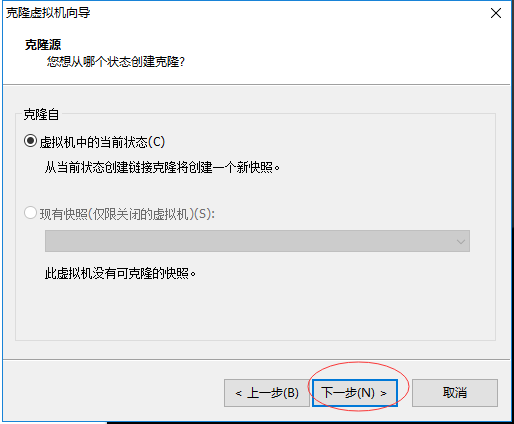 克隆虚拟机向导
克隆源
您想从哪个状态创建克隆?
克隆自
虚拟机中的当前状态(C)
从当前状态创建链接克隆将创建一个新快照。
现有快照(仅限关闭的虚拟机)(S):
此虚拟机没有可克隆的快照。
< 上一步(B) 下一步(N) > 取消